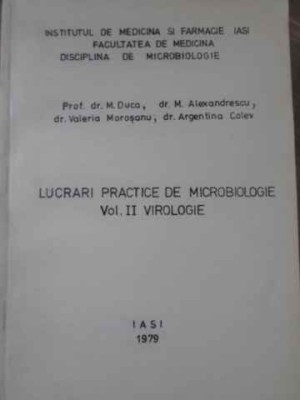 INSTITUTUL DE MEDICINA SI FARMACIE IASI
FACULTATEA DE MEDICINA
DISCIPLINA DE MICROBIOLOGIE
Prof. dr. M. Duca, dr. M. Alexandrescu,
dr. Valeria Moroşanu, dr. Argentina Colev
LUCRARI PRACTICE DE MICROBIOLOGIE
Vol. II VIROLOGIE
IASI
1979